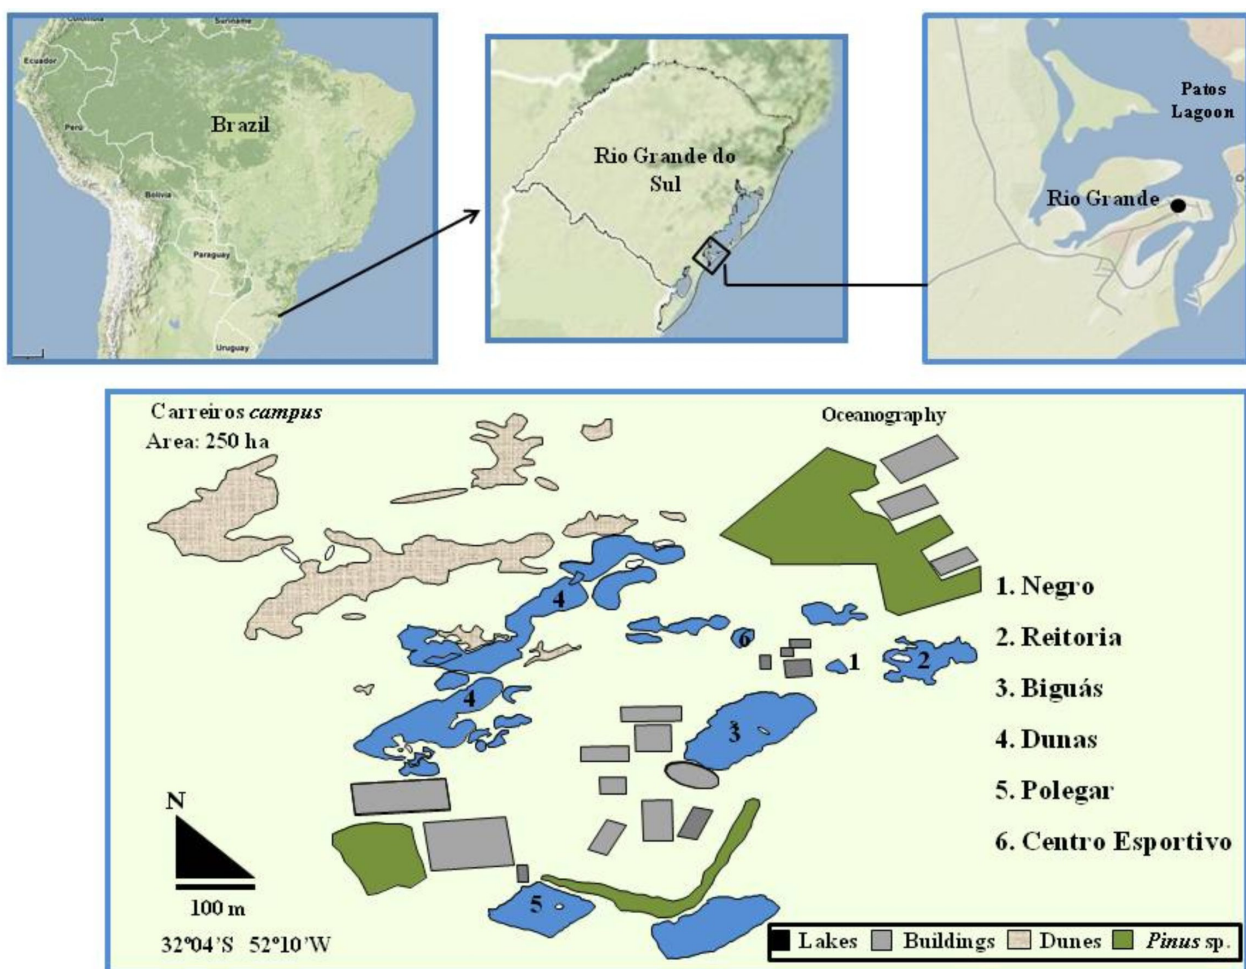 Colombia
Suriname
Ecuador
Brazil
Perú
Bolivia
Paraguay
Uruguay
Rio Grande do
Sul
Patos
Lagoon
Rio Grande
Carreiros campus
Area: 250 ha
Oceanography
4
6
1
2
4
3
5
1. Negro
2. Reitoria
3. Biguás
4. Dunas
5. Polegar
6. Centro Esportivo
N
100 m
32°04'S 52°10'W
Lakes Buildings Dunes Pinus sp.